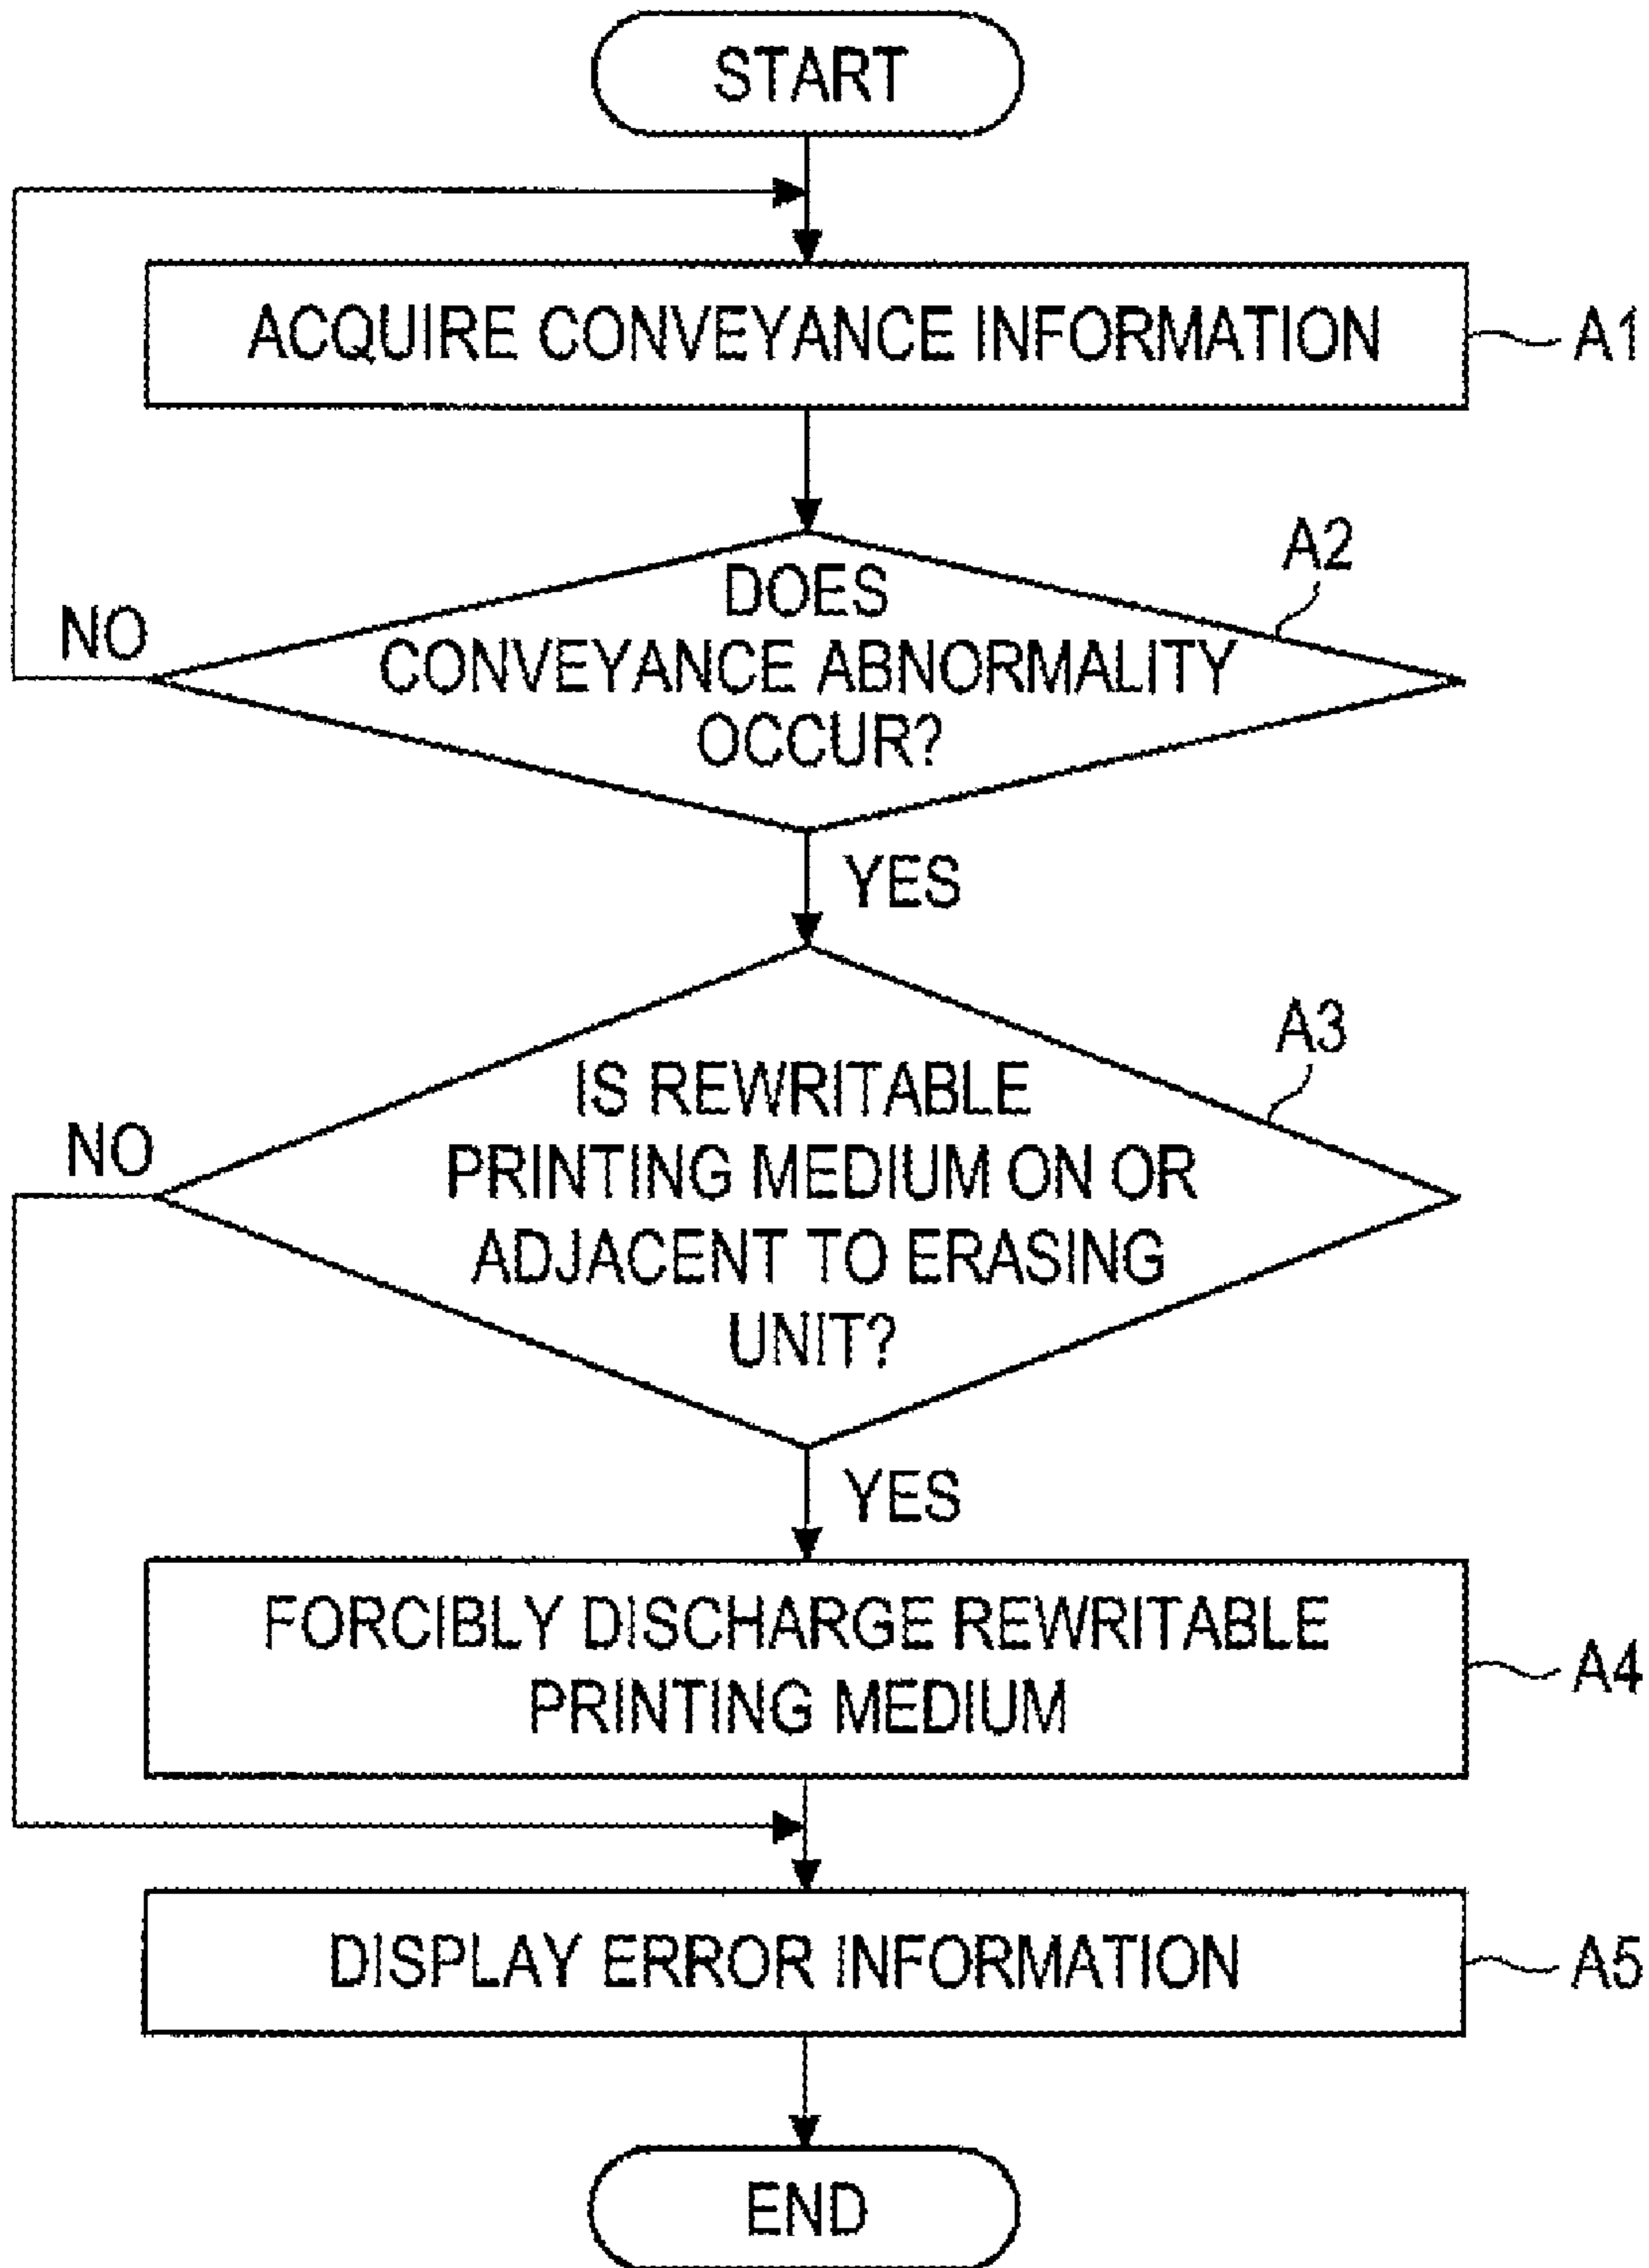 START
ACQUIRE CONVEYANCE INFORMATION
A1
A2
DOES
CONVEYANCE ABNORMALITY
OCCUR?
NO
YES
A3
IS REWRITABLE
PRINTING MEDIUM ON OR
ADJACENT TO ERASING
UNIT?
NO
YES
FORCIBLY DISCHARGE REWRITABLE
PRINTING MEDIUM
A4
DISPLAY ERROR INFORMATION
A5
END